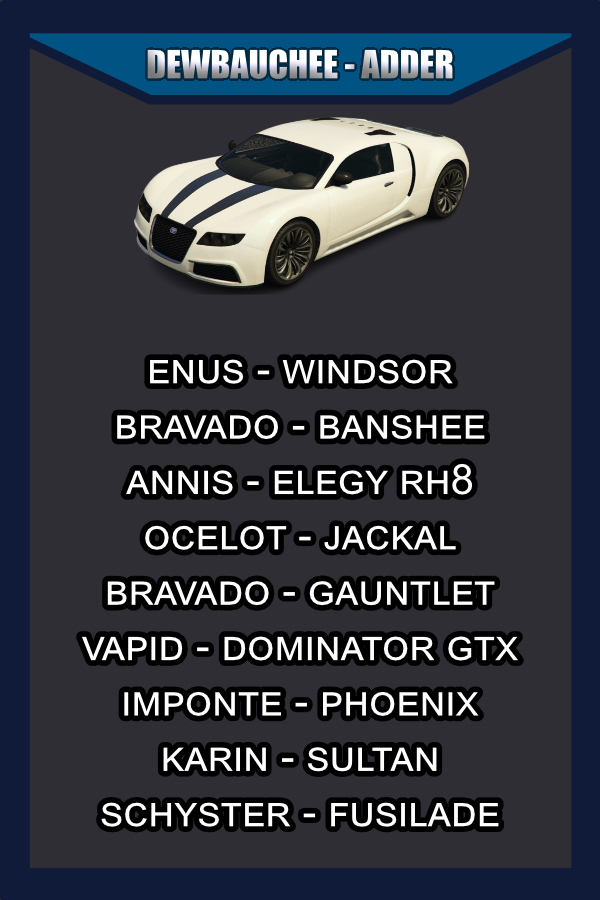 DEWBAUCHEE - ADDER
ENUS - WINDSOR
BRAVADO - BANSHEE
ANNIS - ELEGY RH8
OCELOT - JACKAL
BRAVADO - GAUNTLET
VAPID - DOMINATOR GTX
IMPONTE - PHOENIX
KARIN - SULTAN
SCHYSTER - FUSILADE